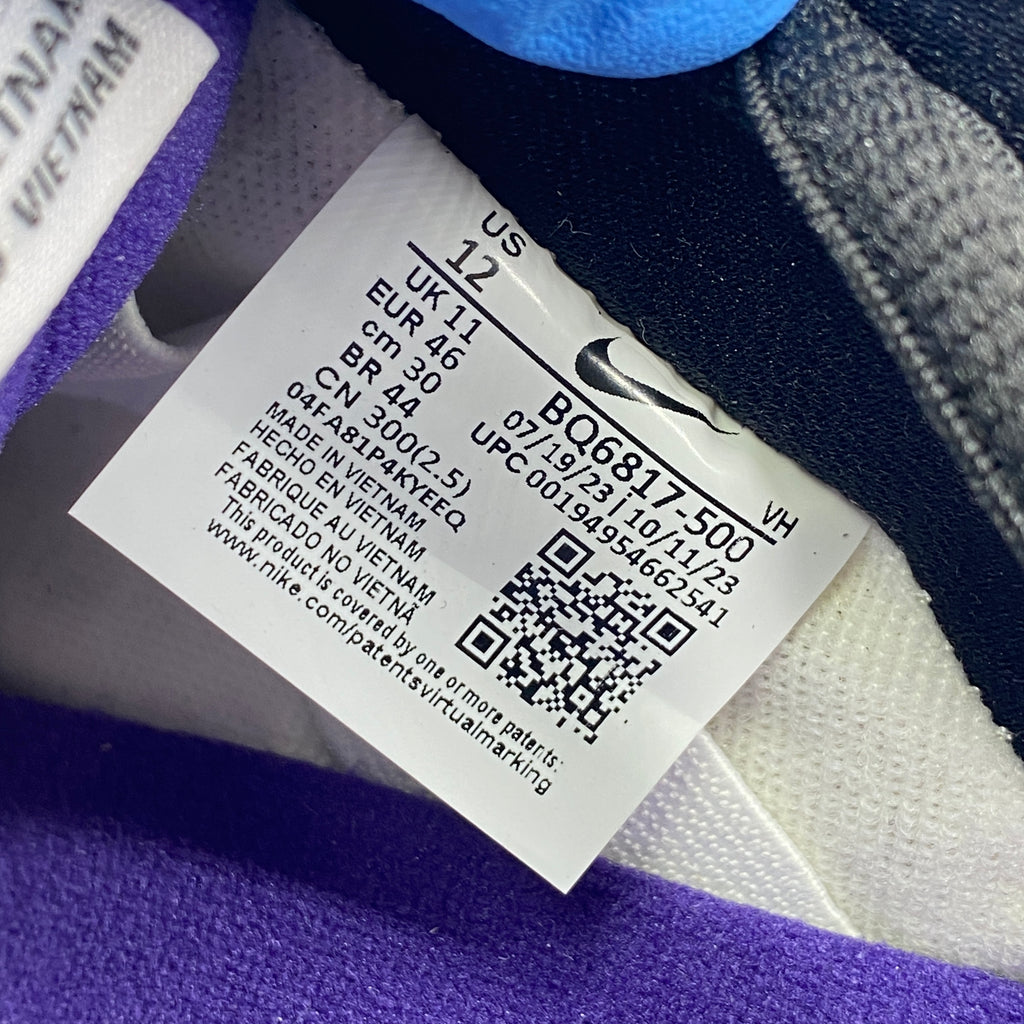 VIETNAM
US
12
UK 11
EUR 46
cm 30
BR 44
CN 300(2.5)
04FA81P4KYEEQ
MADE IN VIETNAM
HECHO EN VIETNAM
FABRIQUE AU VIETNAM
FABRICADO NO VIETNÃ
This product is covered by one or more patents:
www.nike.com/patentsvirtualmarking
VH
BQ6817-500
07/19/23 | 10/11/23
UPC 00194954662541